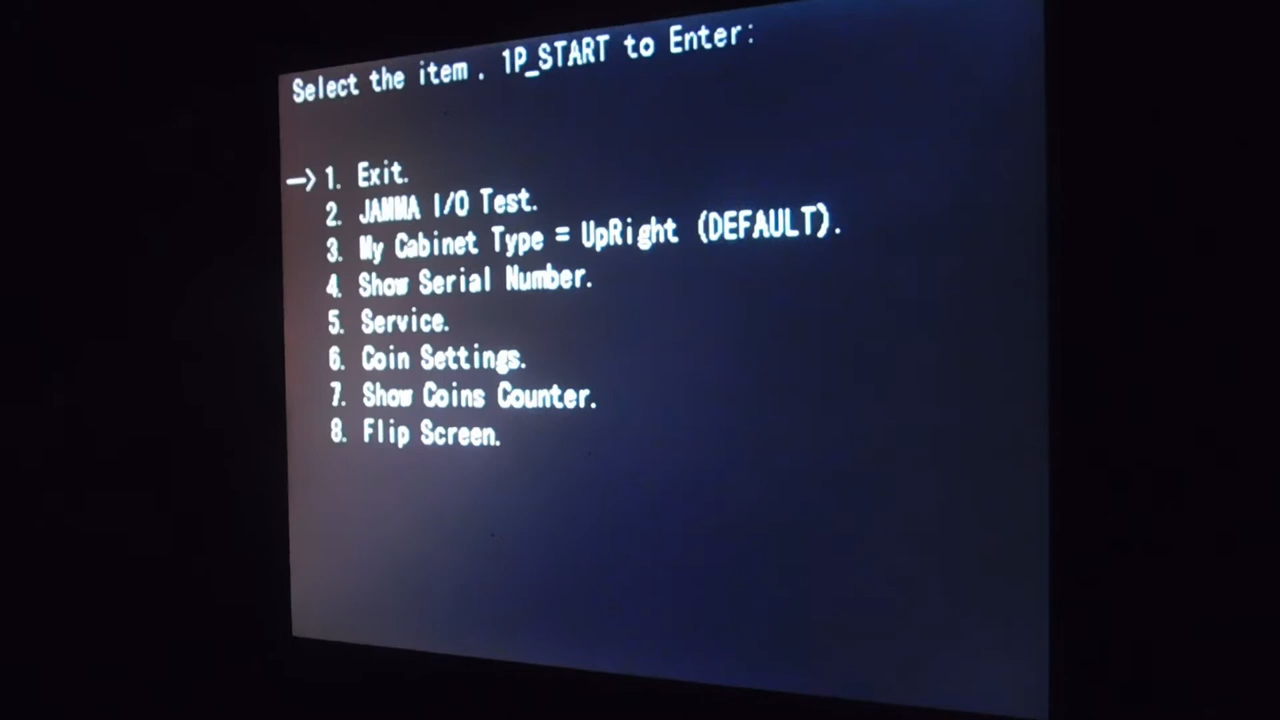 Select the item . 1P_START to Enter:
—> 1. Exit.
2. JAMMA I/O Test.
3. My Cabinet Type = UpRight (DEFAULT).
4. Show Serial Number.
5. Service.
6. Coin Settings.
7. Show Coins Counter.
8. Flip Screen.